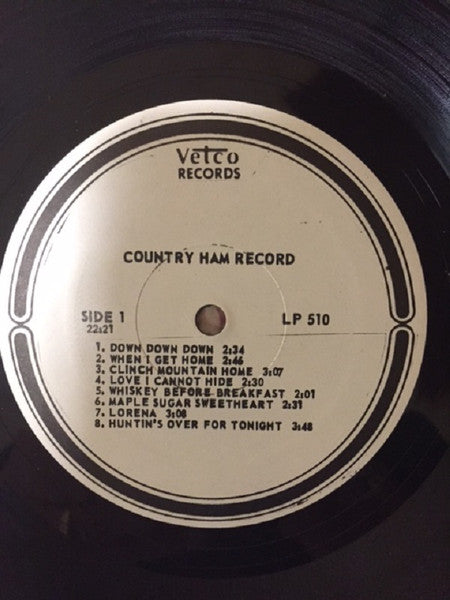 Vetco
RECORDS
COUNTRY HAM RECORD
SIDE 1 LP 510
22:21
1. DOWN DOWN DOWN 2:34
2. WHEN I GET HOME 2:46
3. CLINCH MOUNTAIN HOME 3:07
4. LOVE I CANNOT HIDE 2:30
5. WHISKEY BEFORE BREAKFAST 2:01
6. MAPLE SUGAR SWEETHEART 2:31
7. LORENA 3:08
8. HUNTIN'S OVER FOR TONIGHT 3:48